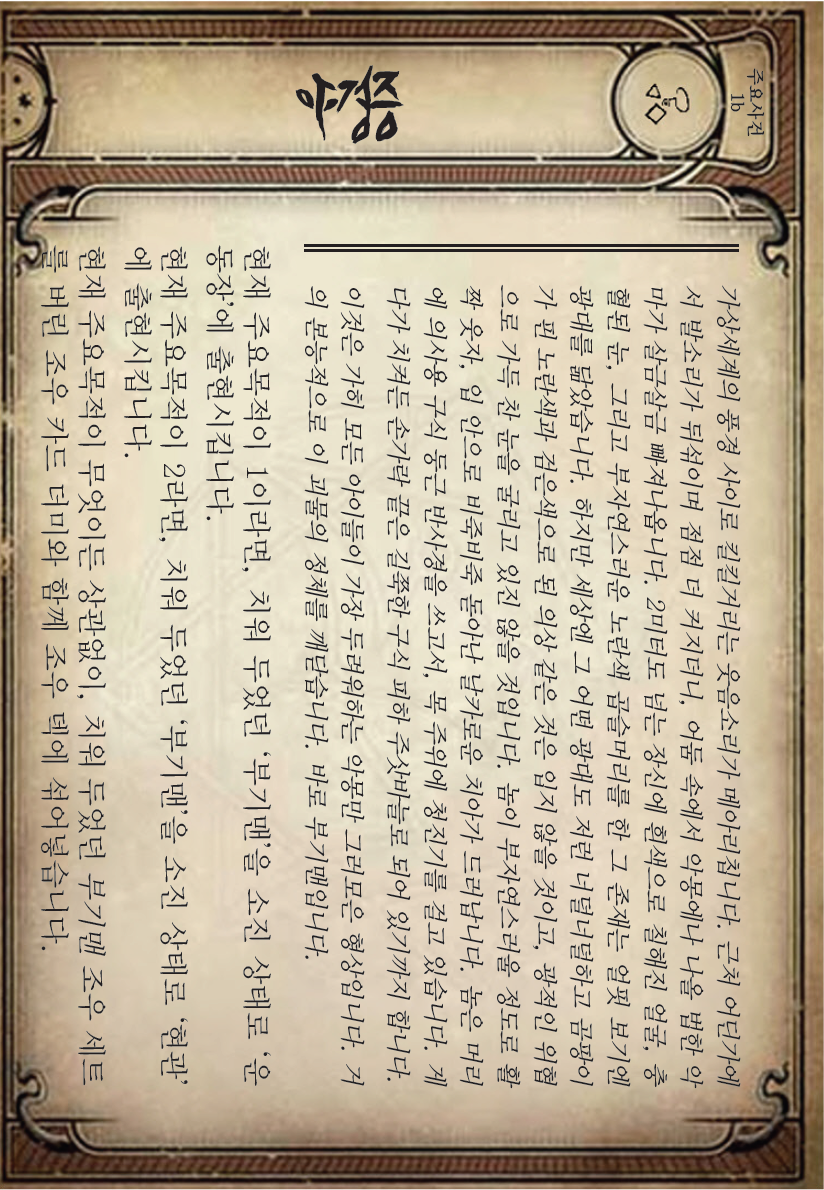 주요사건
1b
쫑수
가상세계의 풍경 사이로 킬킬거리는 웃음소리가 메아리칩니다. 근처 어딘가에
서 발소리가 뒤섞이며 점점 더 커지더니, 어둠 속에서 악몽에나 나올 법한 악
마가 살금살금 빠져나옵니다. 2미터도 넘는 장신에 흰색으로 칠해진 얼굴, 충
혈된 눈, 그리고 부자연스러운 노란색 곱슬머리를 한 그 존재는 얼핏 보기엔
광대를 닮았습니다. 하지만 세상엔 그 어떤 광대도 저런 너덜너덜하고 곰팡이
가 핀 노란색과 검은색으로 된 의상 같은 것은 입지 않을 것이고, 광적인 위협
으로 가득 찬 눈을 굴리고 있진 않을 것입니다. 놈이 부자연스러울 정도로 활
짝 웃자, 입 안으로 비죽비죽 돋아난 날카로운 치아가 드러납니다. 놈은 머리
에 의사용 구식 둥근 반사경을 쓰고서, 목 주위에 청진기를 걸고 있습니다. 게
다가 치켜든 손가락 끝은 길쭉한 구식 피하 주삿바늘로 되어 있기까지 합니다.
이것은 가히 모든 아이들이 가장 두려워하는 악몽만 그러모은 형상입니다. 거
의 본능적으로 이 괴물의 정체를 깨닫습니다. 바로 부기맨입니다.
현재 주요목적이 1이라면, 치워 두었던 ‘부기맨’을 소진 상태로 ‘운
동장’에 출현시킵니다.
현재 주요목적이 2라면, 치워 두었던 ‘부기맨’을 소진 상태로 ‘현관’
에 출현시킵니다.
현재 주요목적이 무엇이든 상관없이, 치워 두었던 부기맨 조우 세트
를 버린 조우 카드 더미와 함께 조우 덱에 섞어넣습니다.